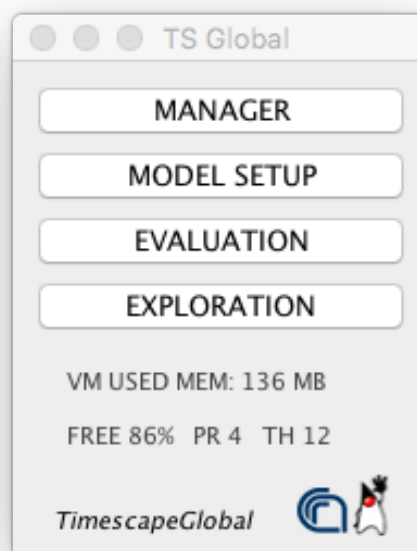 TS Global
MANAGER
MODEL SETUP
EVALUATION
EXPLORATION
VM USED MEM: 136 MB
FREE 86% PR 4 TH 12
TimescapeGlobal